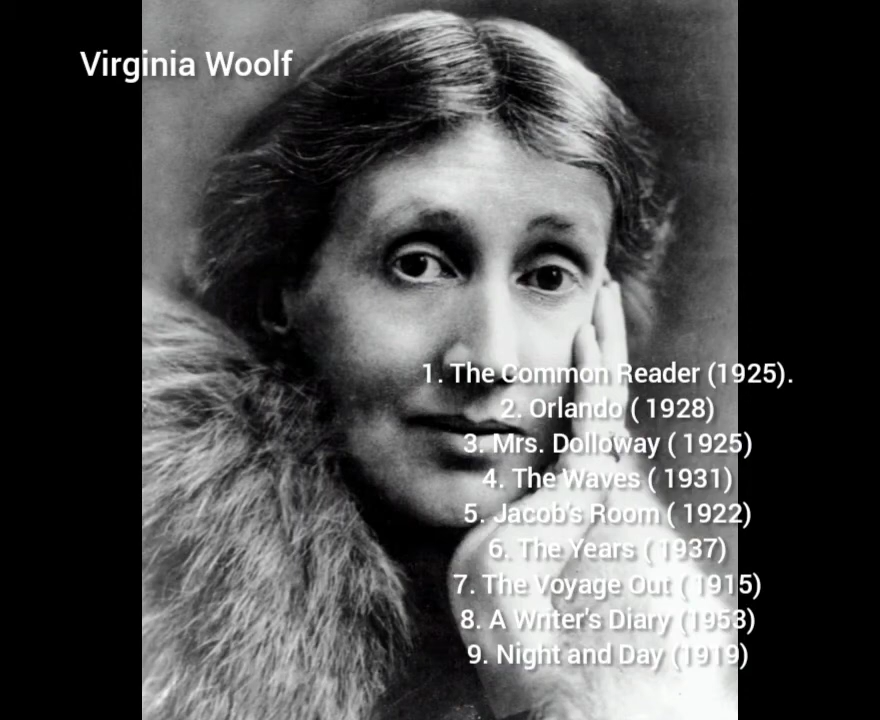 Virginia Woolf
1. The Common Reader (1925).
2. Orlando ( 1928)
3. Mrs. Dolloway ( 1925)
4. The Waves ( 1931)
5. Jacob's Room ( 1922)
6. The Years ( 1937)
7. The Voyage Out ( 1915)
8. A Writer's Diary (1953)
9. Night and Day (1919)